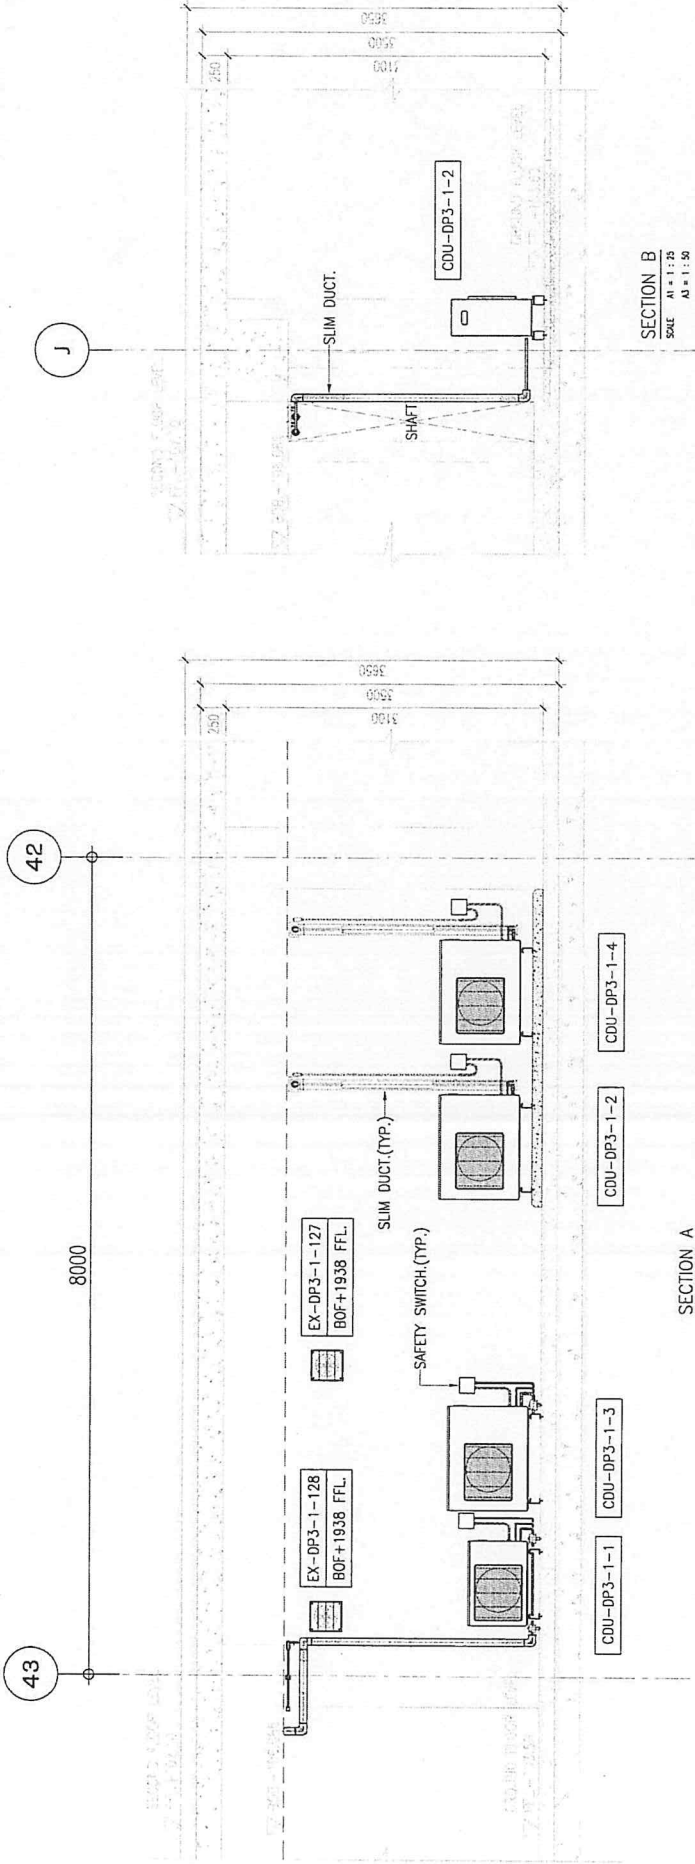 43
42
8000
EX-DP3-1-128
BOF+1938 FFL.
EX-DP3-1-127
BOF+1938 FFL.
SLIM DUCT.(TYP.)
SAFETY SWITCH.(TYP.)
CDU-DP3-1-1
CDU-DP3-1-3
CDU-DP3-1-2
CDU-DP3-1-4
250
3100
3500
3650
SECTION A
J
SLIM DUCT.
SHAFT
CDU-DP3-1-2
250
3100
3500
3650
SECTION B
SCALE A1 = 1 : 25
A3 = 1 : 50